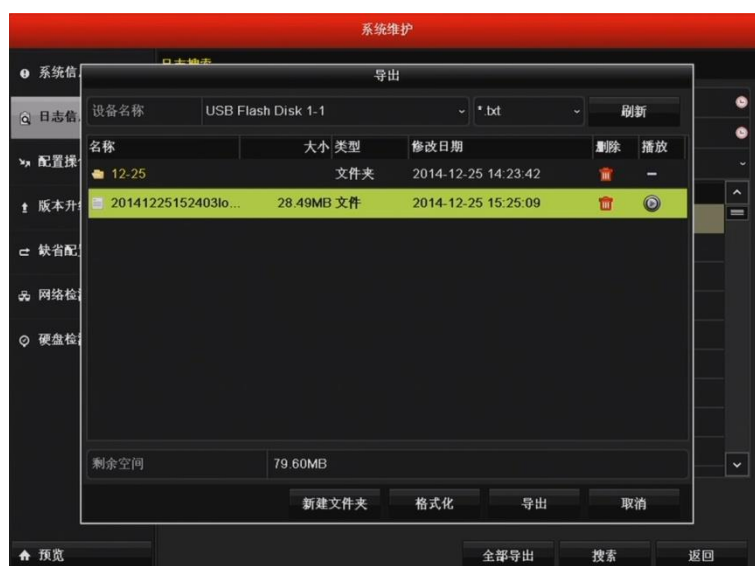 系统维护
日志搜索
系统信
日志信
配置操
版本升
缺省配
网络检
硬盘检
导出
设备名称 USB Flash Disk 1-1 *.txt 刷新
名称 大小 类型 修改日期 删除 播放
12-25 文件夹 2014-12-25 14:23:42 –
20141225152403lo... 28.49MB 文件 2014-12-25 15:25:09
剩余空间 79.60MB
新建文件夹 格式化 导出 取消
预览 全部导出 搜索 返回